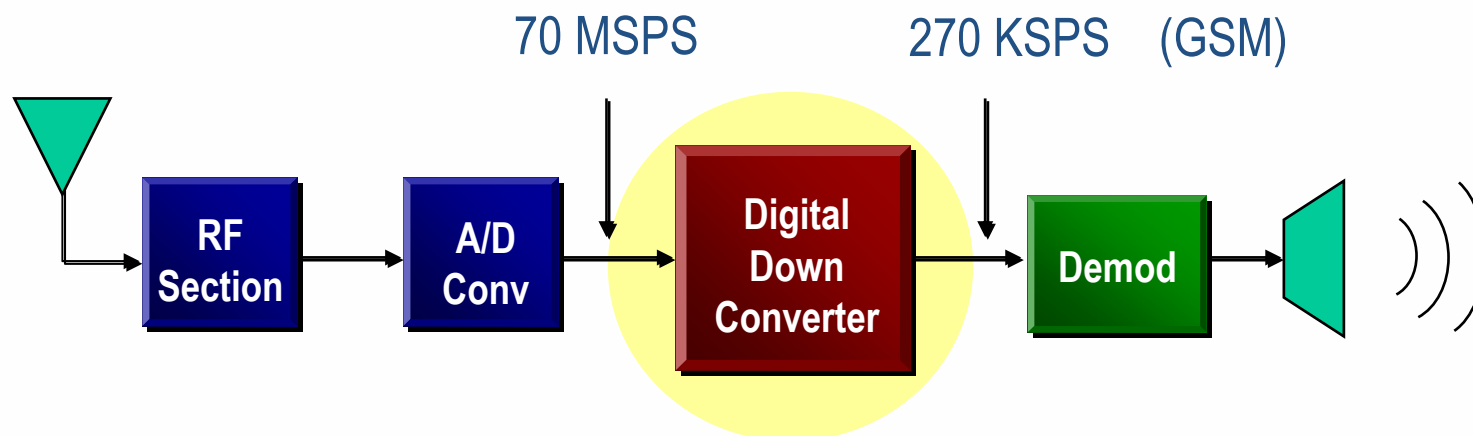 70 MSPS
270 KSPS (GSM)
RF
Section
A/D
Conv
Digital
Down
Converter
Demod